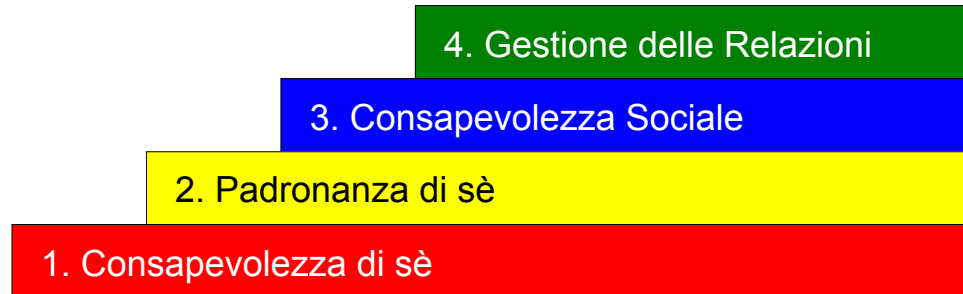 4. Gestione delle Relazioni
3. Consapevolezza Sociale
2. Padronanza di sè
1. Consapevolezza di sè